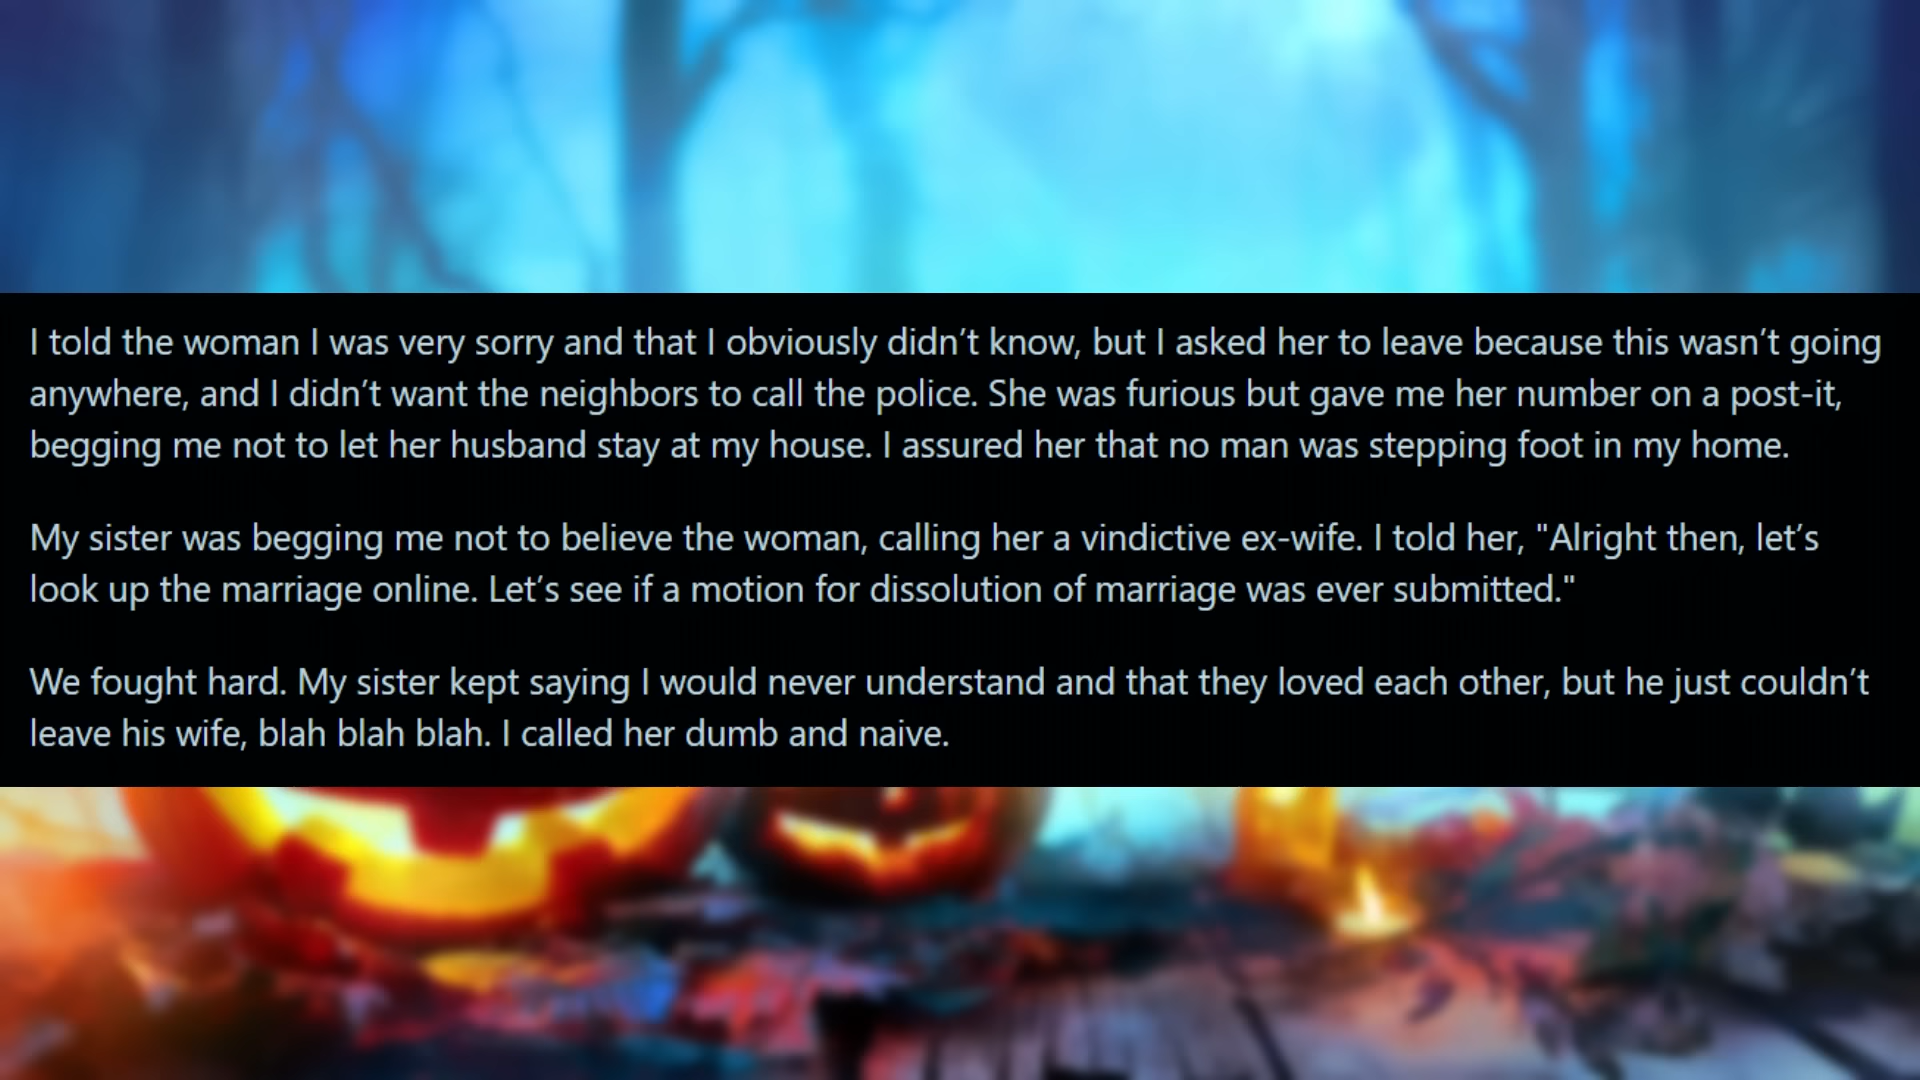 I told the woman I was very sorry and that I obviously didn’t know, but I asked her to leave because this wasn’t going
anywhere, and I didn’t want the neighbors to call the police. She was furious but gave me her number on a post-it,
begging me not to let her husband stay at my house. I assured her that no man was stepping foot in my home.
My sister was begging me not to believe the woman, calling her a vindictive ex-wife. I told her, "Alright then, let’s
look up the marriage online. Let’s see if a motion for dissolution of marriage was ever submitted."
We fought hard. My sister kept saying I would never understand and that they loved each other, but he just couldn’t
leave his wife, blah blah blah. I called her dumb and naive.